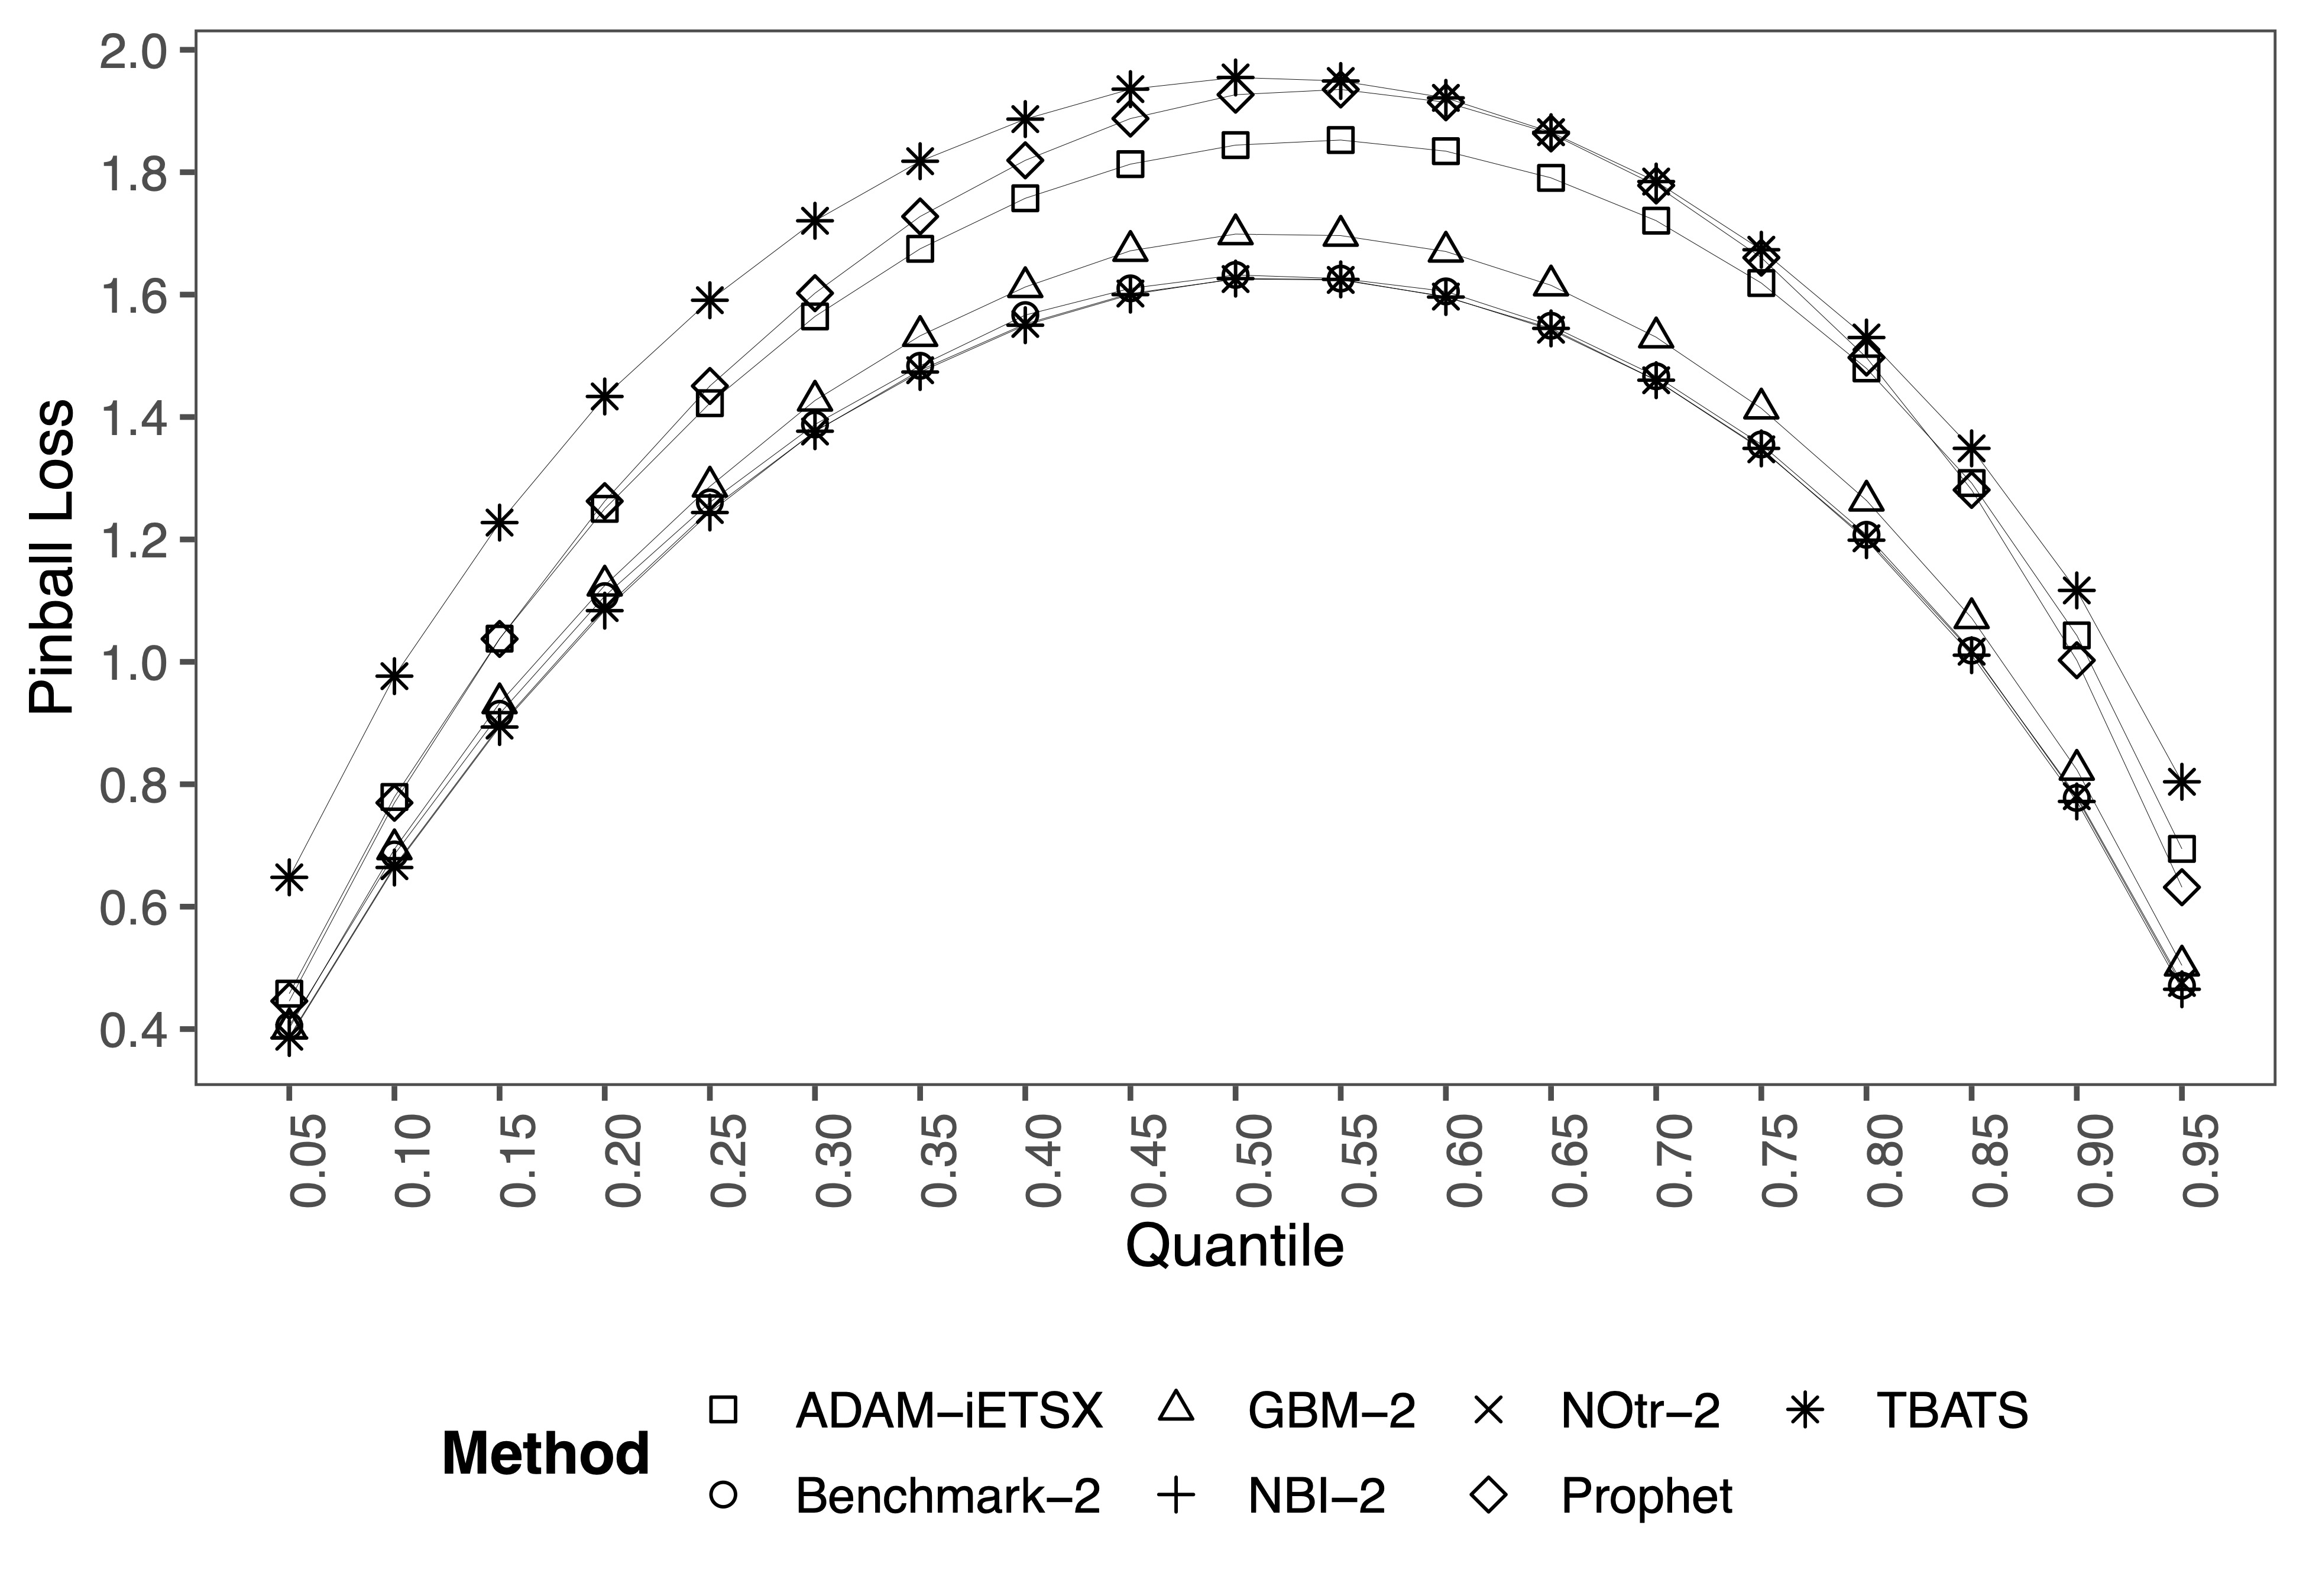 Pinball Loss
2.0
1.8
1.6
1.4
1.2
1.0
0.8
0.6
0.4
0.05 0.10 0.15 0.20 0.25 0.30 0.35 0.40 0.45 0.50 0.55 0.60 0.65 0.70 0.75 0.80 0.85 0.90 0.95
Quantile
Method
ADAM−iETSX GBM−2 NOtr−2 TBATS
Benchmark−2 NBI−2 Prophet